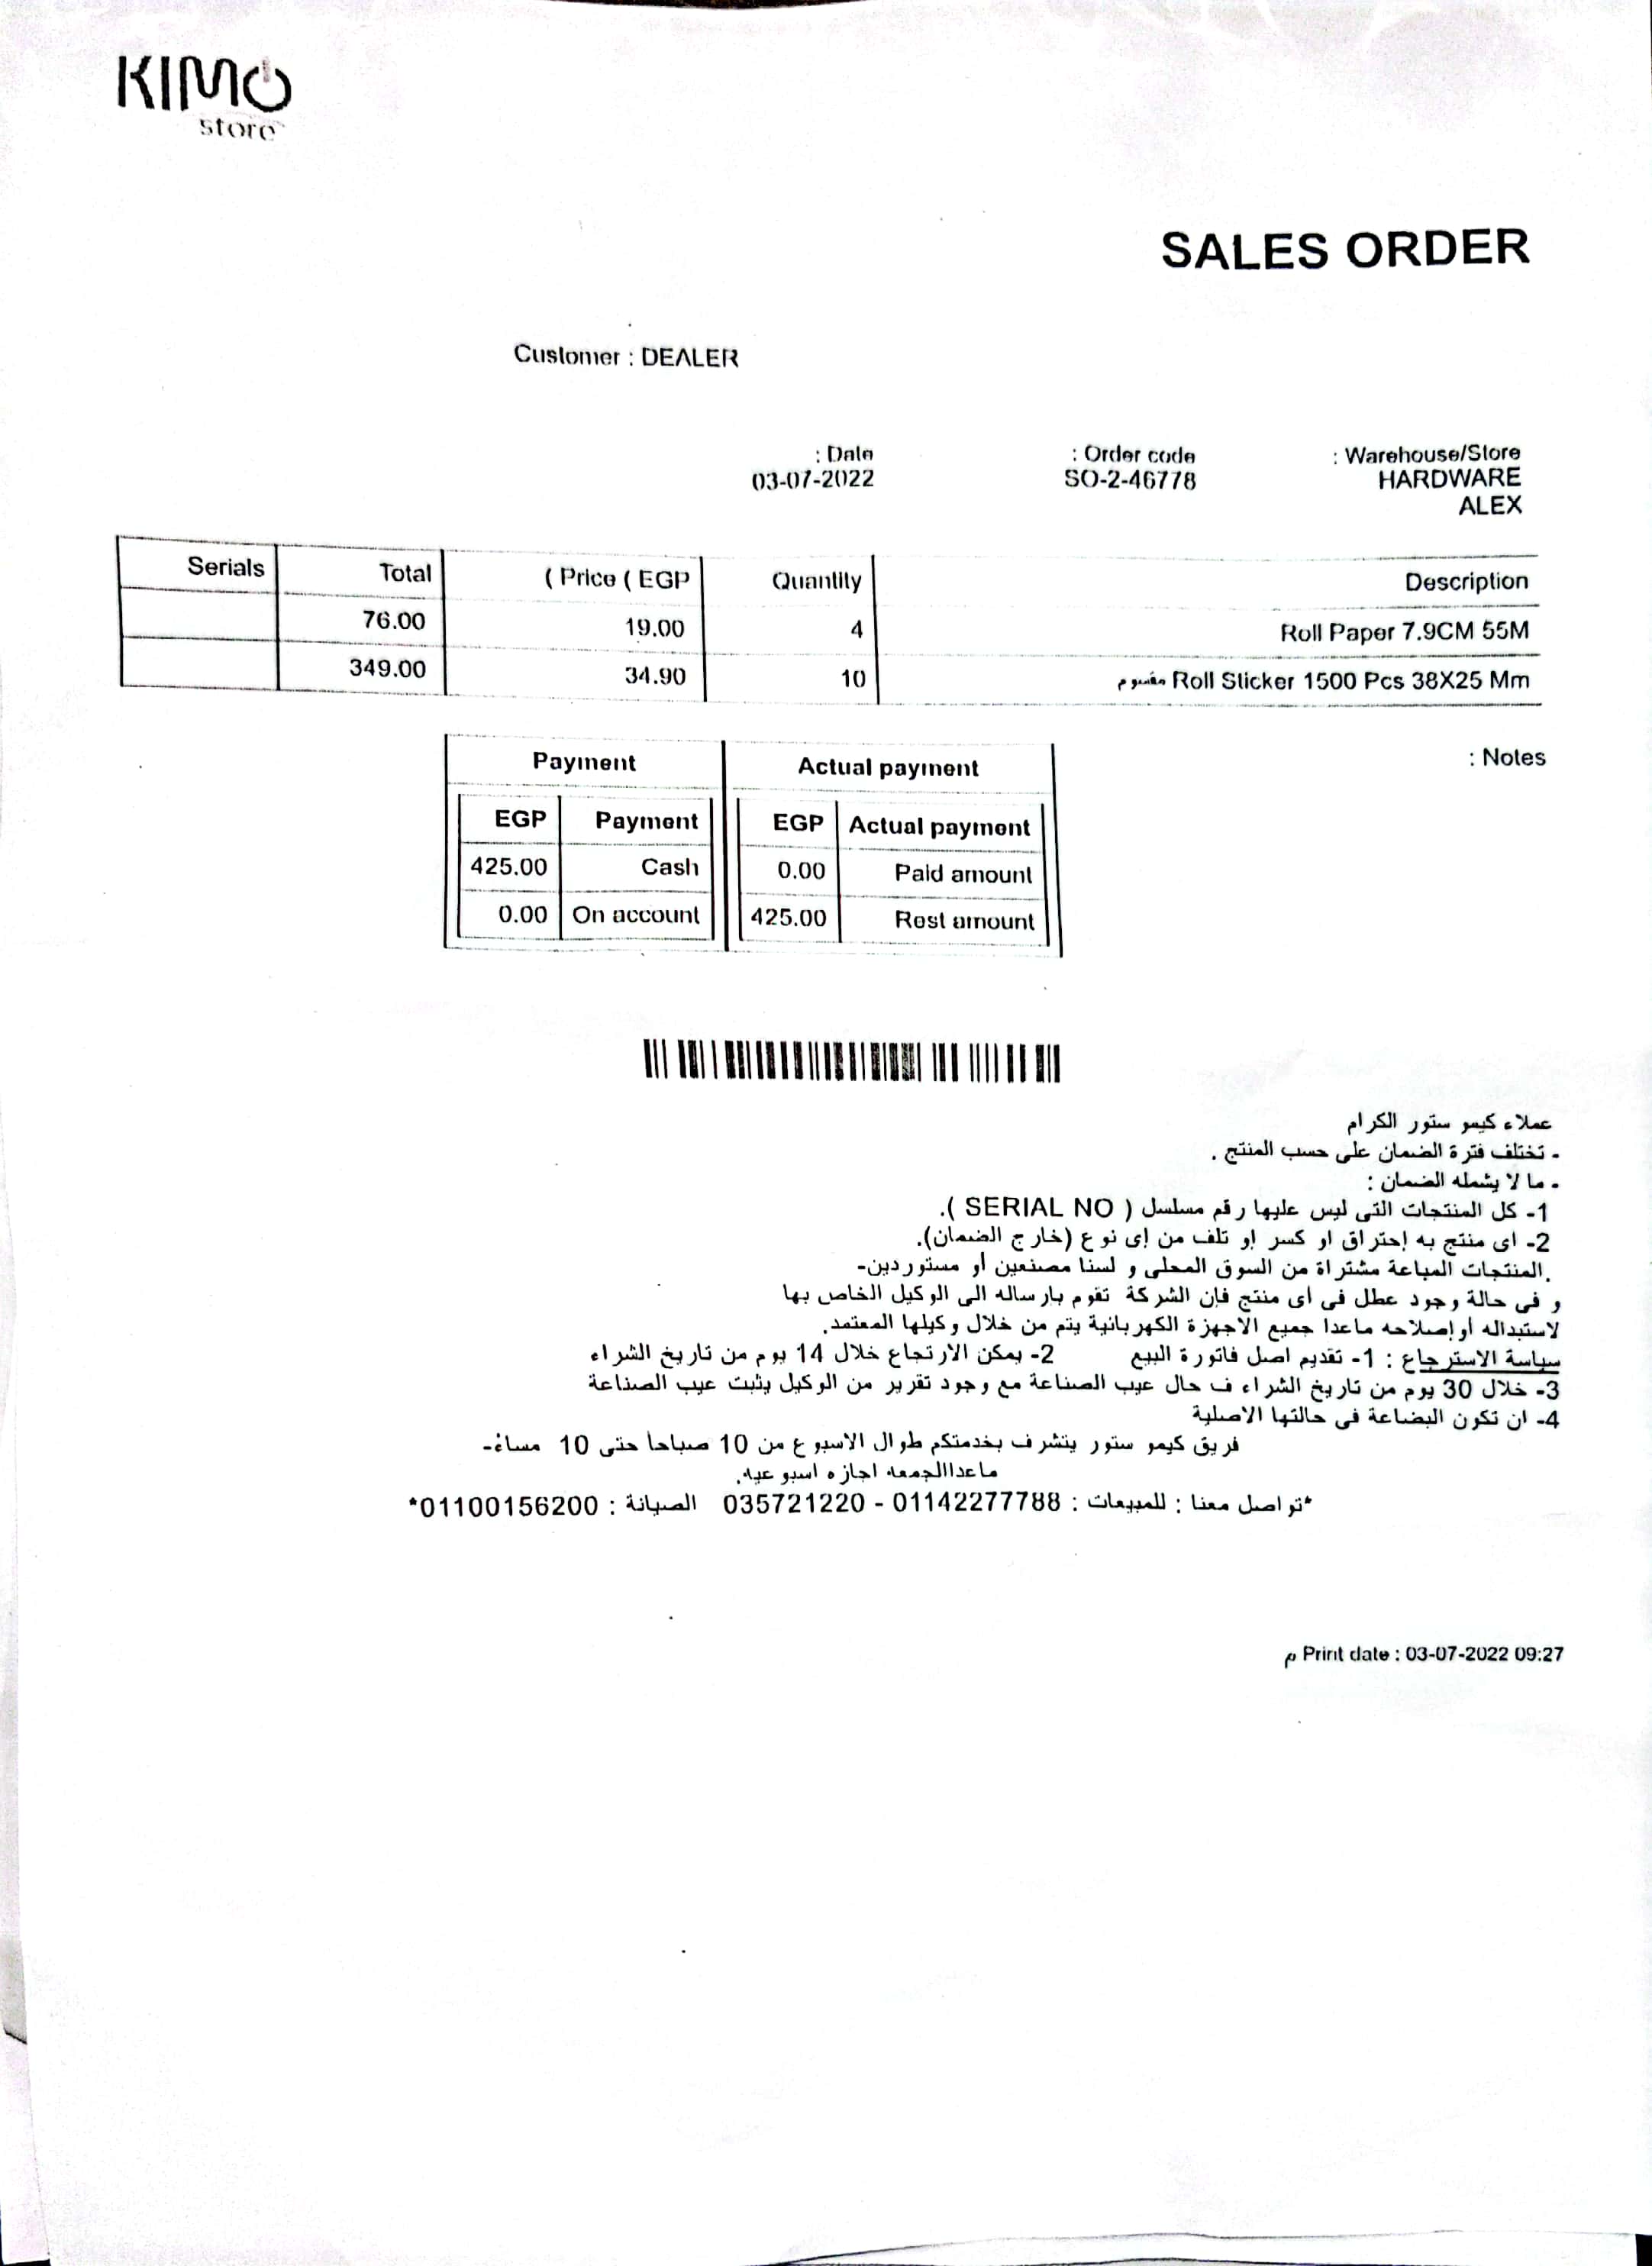 KIMO
store
SALES ORDER
Customer : DEALER
: Date : Order code : Warehouse/Store
03-07-2022 SO-2-46778 HARDWARE
ALEX
Serials Total ( Price ( EGP Quantity Description
76.00 19.00 4 Roll Paper 7.9CM 55M
349.00 34.90 10 مقسوم Roll Sticker 1500 Pcs 38X25 Mm
: Notes
Payment Actual payment
EGP Payment EGP Actual payment
425.00 Cash 0.00 Paid amount
0.00 On account 425.00 Rest amount
عملاء كيمو ستور الكرام
- تختلف فترة الضمان على حسب المنتج .
- ما لا يشمله الضمان :
1- كل المنتجات التى ليس عليها رقم مسلسل ( SERIAL NO ).
2- اى منتج به إحتراق او كسر او تلف من إى نوع (خارج الضمان).
.المنتجات المباعة مشتراة من السوق المحلى و لسنا مصنعين أو مستوردين-
و فى حالة وجود عطل فى اى منتج فإن الشركة تقوم بارساله الى الوكيل الخاص بها
لاستبداله أوإصلاحه ماعدا جميع الاجهزة الكهربائية يتم من خلال وكيلها المعتمد.
سياسة الاسترجاع : 1- تقديم اصل فاتورة البيع 2- يمكن الارتجاع خلال 14 يوم من تاريخ الشراء
3- خلال 30 يوم من تاريخ الشراء ف حال عيب الصناعة مع وجود تقرير من الوكيل يثبت عيب الصناعة
4- ان تكون البضاعة فى حالتها الاصلية
فريق كيمو ستور يتشرف بخدمتكم طوال الاسبوع من 10 صباحا حتى 10 مساءً-
ماعداالجمعه اجازه اسبوعيه.
*تواصل معنا : للمبيعات : 01142277788 - 035721220 الصيانة : 01100156200*
م Print date : 03-07-2022 09:27